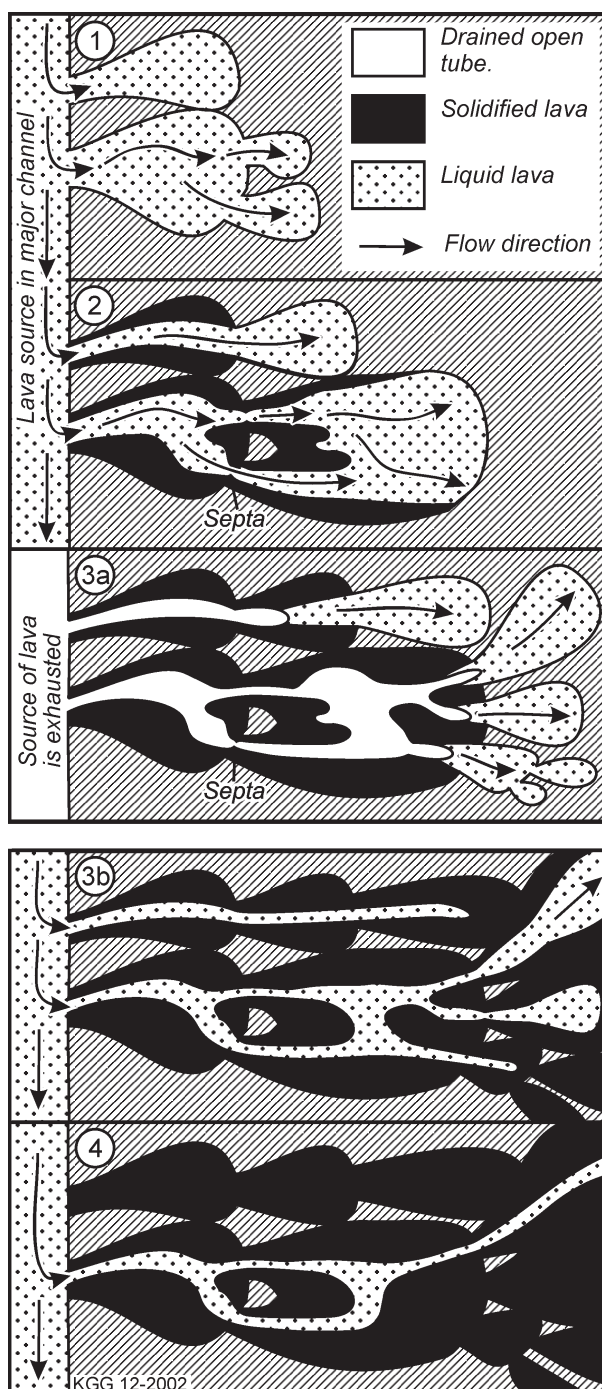 1
Drained open
tube.
Solidified lava
Liquid lava
Flow direction
Lava source in major channel
2
Septa
3a
Source of lava
is exhausted
Septa
3b
4
KGG 12-2002